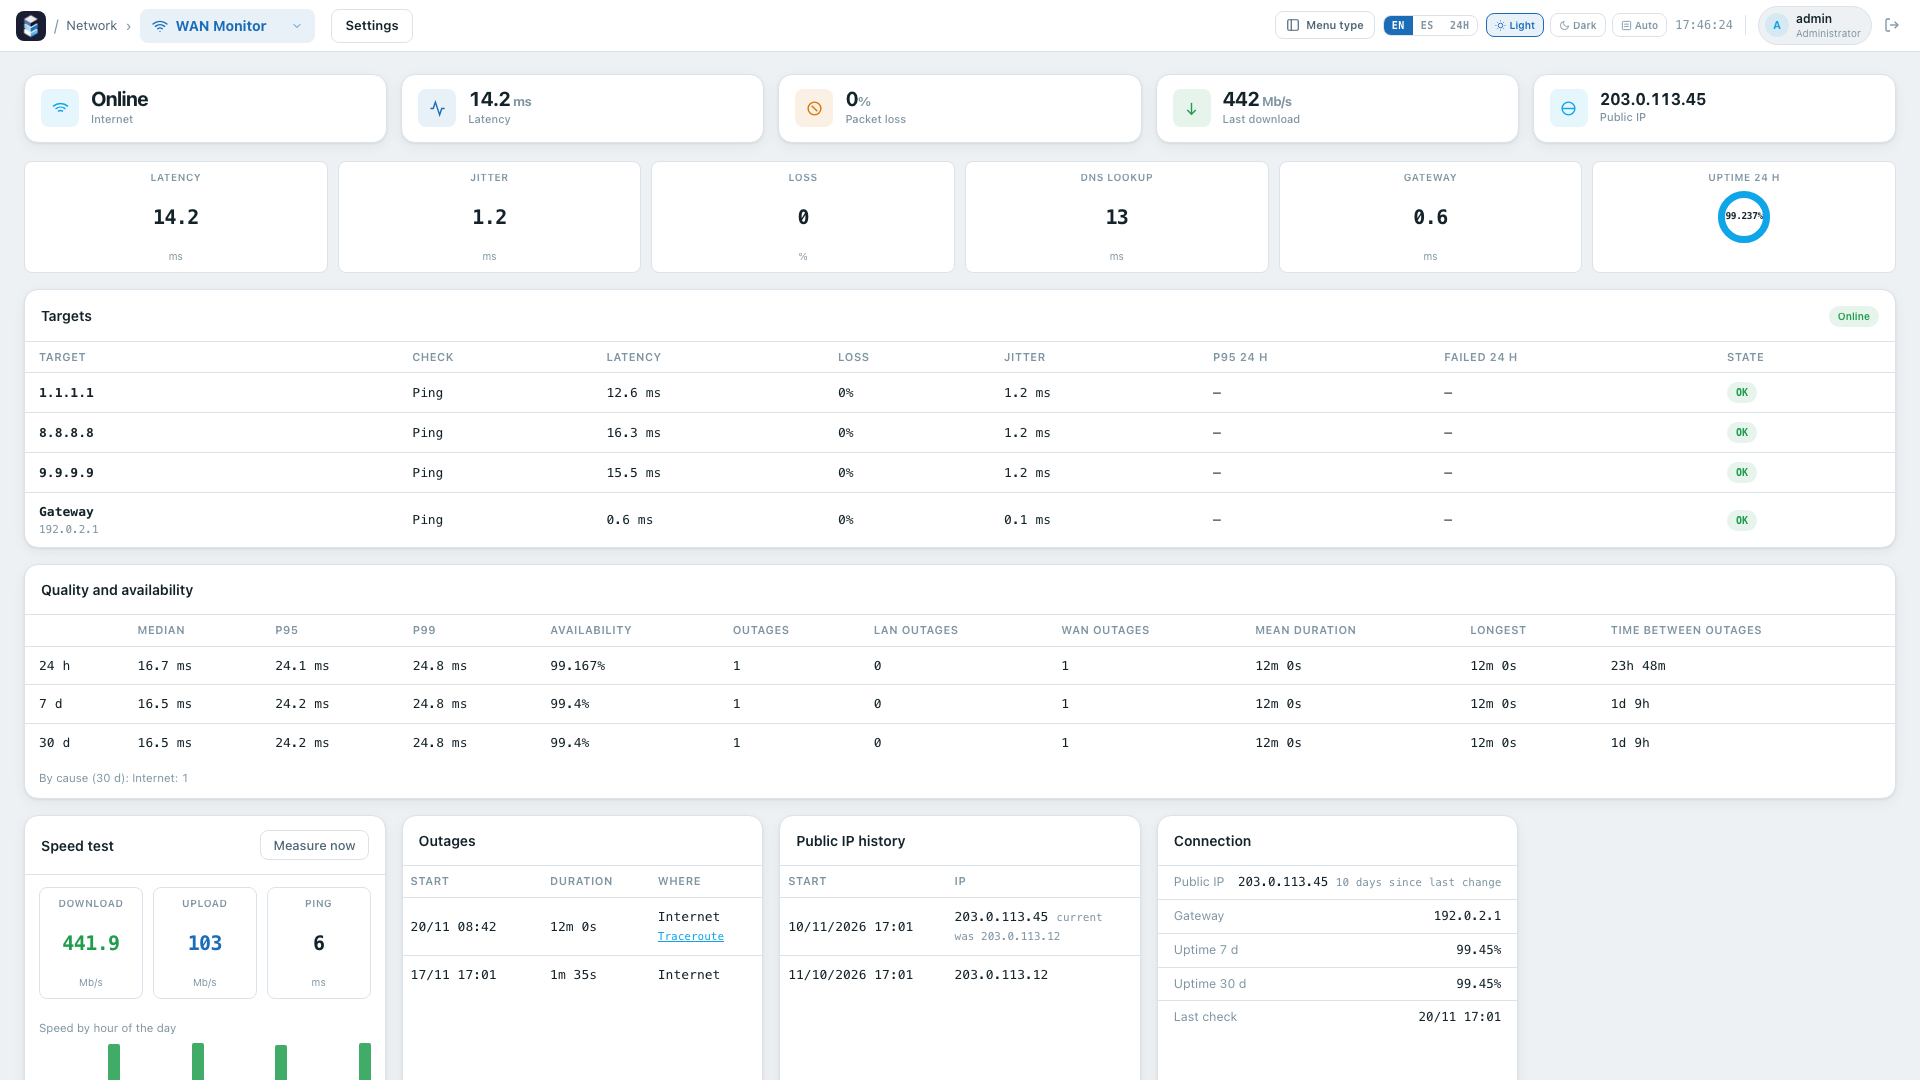 / Network › WAN Monitor Settings Menu type EN ES 24H Light Dark Auto 17:46:24 A admin
Administrator
Online
Internet
14.2 ms
Latency
0%
Packet loss
442 Mb/s
Last download
203.0.113.45
Public IP
LATENCY JITTER LOSS DNS LOOKUP GATEWAY UPTIME 24 H
14.2 1.2 0 13 0.6 99.237%
ms ms % ms ms
Targets Online
TARGET CHECK LATENCY LOSS JITTER P95 24 H FAILED 24 H STATE
1.1.1.1 Ping 12.6 ms 0% 1.2 ms – – OK
8.8.8.8 Ping 16.3 ms 0% 1.2 ms – – OK
9.9.9.9 Ping 15.5 ms 0% 1.2 ms – – OK
Gateway Ping 0.6 ms 0% 0.1 ms – – OK
192.0.2.1
Quality and availability
MEDIAN P95 P99 AVAILABILITY OUTAGES LAN OUTAGES WAN OUTAGES MEAN DURATION LONGEST TIME BETWEEN OUTAGES
24 h 16.7 ms 24.1 ms 24.8 ms 99.167% 1 0 1 12m 0s 12m 0s 23h 48m
7 d 16.5 ms 24.2 ms 24.8 ms 99.4% 1 0 1 12m 0s 12m 0s 1d 9h
30 d 16.5 ms 24.2 ms 24.8 ms 99.4% 1 0 1 12m 0s 12m 0s 1d 9h
By cause (30 d): Internet: 1
Speed test Measure now
DOWNLOAD UPLOAD PING
441.9 103 6
Mb/s Mb/s ms
Speed by hour of the day
Outages
START DURATION WHERE
20/11 08:42 12m 0s Internet
Traceroute
17/11 17:01 1m 35s Internet
Public IP history
START IP
10/11/2026 17:01 203.0.113.45 current
was 203.0.113.12
11/10/2026 17:01 203.0.113.12
Connection
Public IP 203.0.113.45 10 days since last change
Gateway 192.0.2.1
Uptime 7 d 99.45%
Uptime 30 d 99.45%
Last check 20/11 17:01